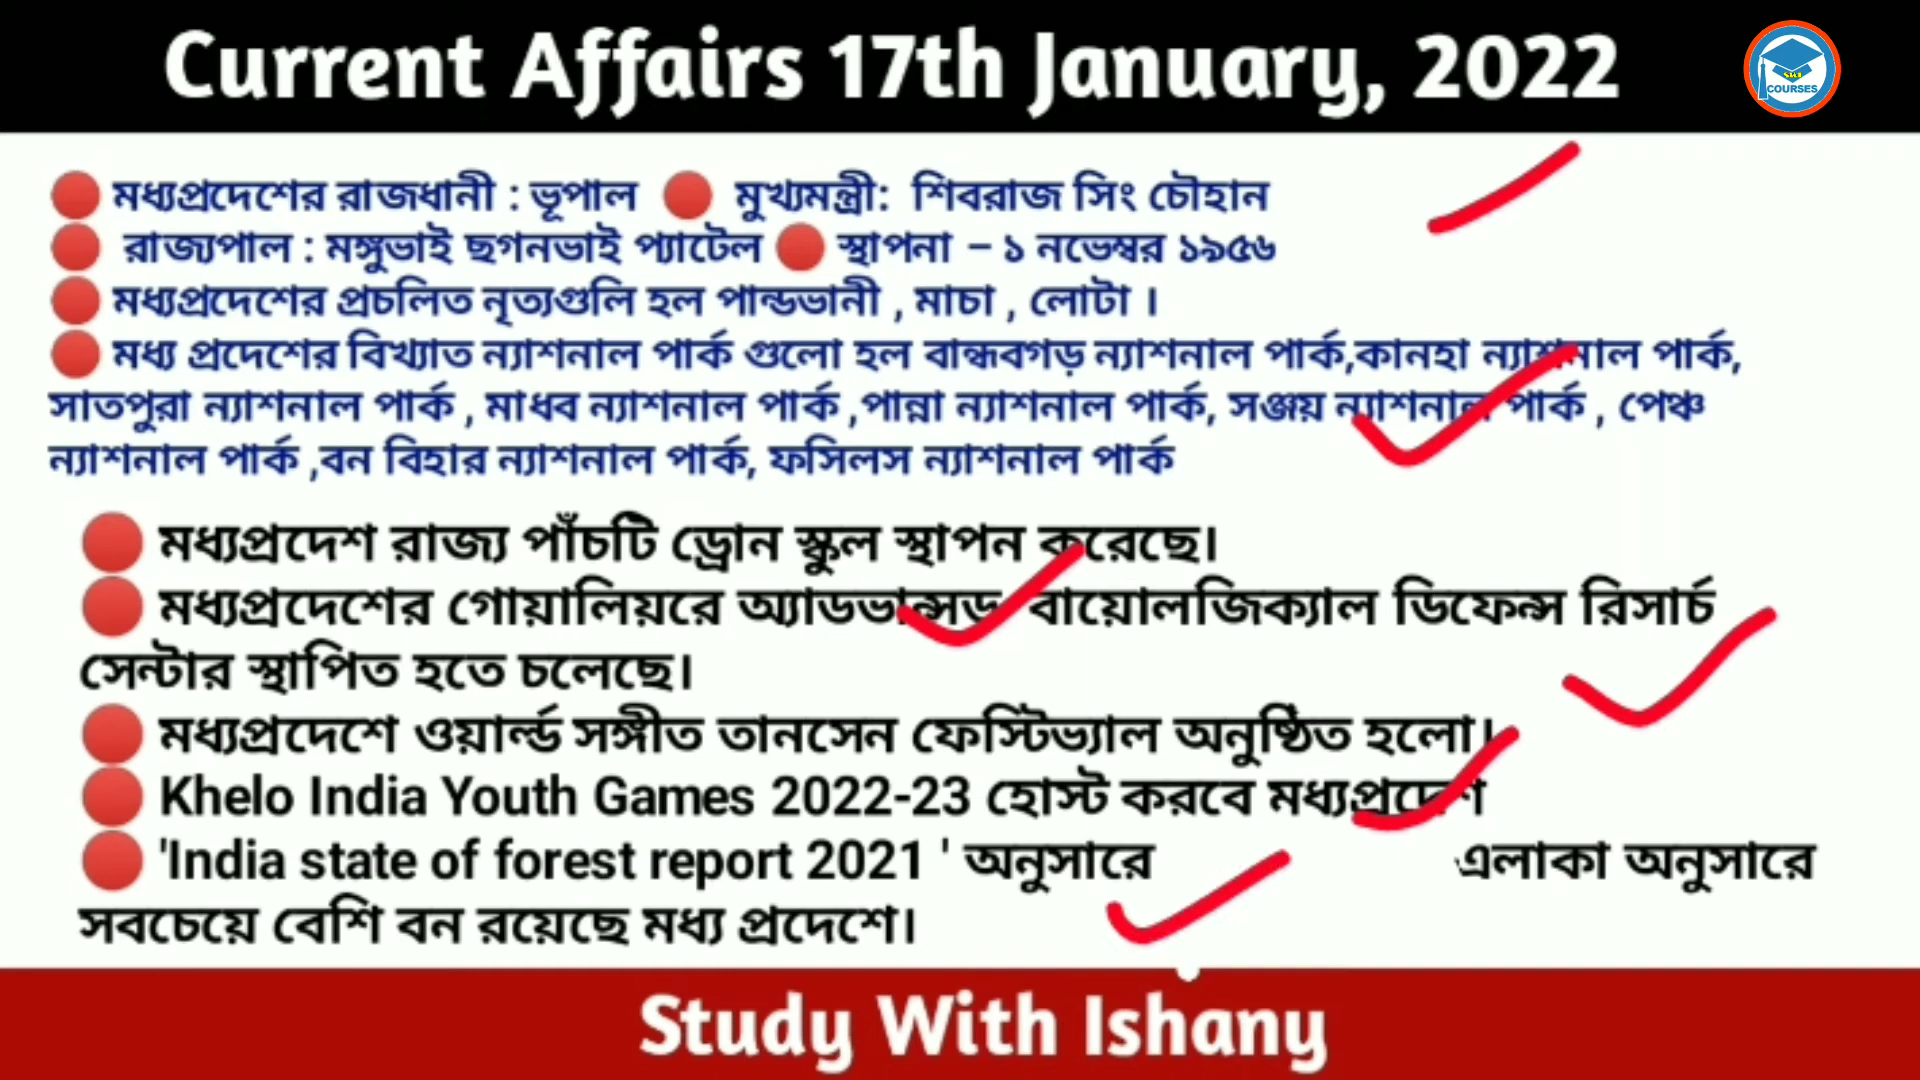 Current Affairs 17th January, 2022
SWI
COURSES
মধ্যপ্রদেশের রাজধানী : ভূপাল মুখ্যমন্ত্রী: শিবরাজ সিং চৌহান
রাজ্যপাল : মঙ্গুভাই ছগনভাই প্যাটেল স্থাপনা – ১ নভেম্বর ১৯৫৬
মধ্যপ্রদেশের প্রচলিত নৃত্যগুলি হল পান্ডভানী , মাচা , লোটা ।
মধ্য প্রদেশের বিখ্যাত ন্যাশনাল পার্ক গুলো হল বান্ধবগড় ন্যাশনাল পার্ক,কানহা ন্যাশনাল পার্ক,
সাতপুরা ন্যাশনাল পার্ক , মাধব ন্যাশনাল পার্ক ,পান্না ন্যাশনাল পার্ক, সঞ্জয় ন্যাশনাল পার্ক , পেঞ্চ
ন্যাশনাল পার্ক ,বন বিহার ন্যাশনাল পার্ক, ফসিলস ন্যাশনাল পার্ক
মধ্যপ্রদেশ রাজ্য পাঁচটি ড্রোন স্কুল স্থাপন করেছে।
মধ্যপ্রদেশের গোয়ালিয়রে অ্যাডভান্সড বায়োলজিক্যাল ডিফেন্স রিসার্চ
সেন্টার স্থাপিত হতে চলেছে।
মধ্যপ্রদেশে ওয়ার্ল্ড সঙ্গীত তানসেন ফেস্টিভ্যাল অনুষ্ঠিত হলো।
Khelo India Youth Games 2022-23 হোস্ট করবে মধ্যপ্রদেশ
'India state of forest report 2021 ' অনুসারে এলাকা অনুসারে
সবচেয়ে বেশি বন রয়েছে মধ্য প্রদেশে।
Study With Ishany